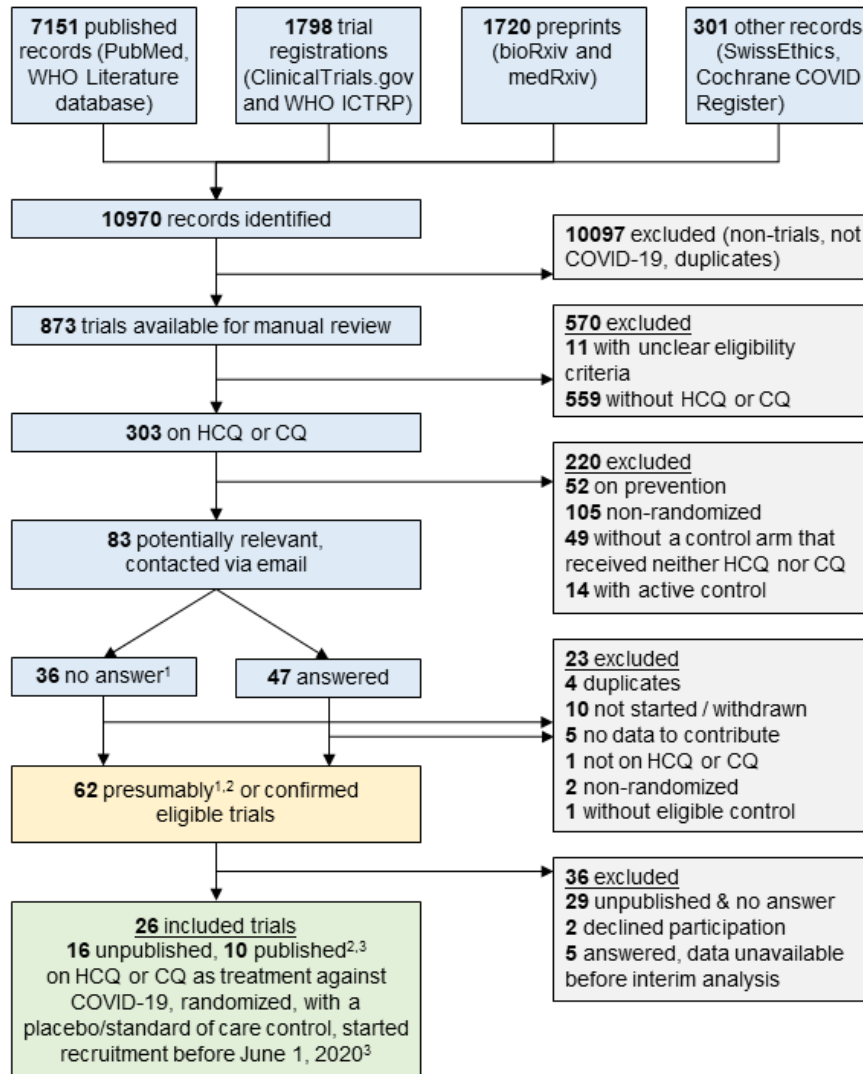 7151 published
records (PubMed,
WHO Literature
database)
1798 trial
registrations
(ClinicalTrials.gov
and WHO ICTRP)
1720 preprints
(bioRxiv and
medRxiv)
301 other records
(SwissEthics,
Cochrane COVID
Register)
10970 records identified
10097 excluded (non-trials, not
COVID-19, duplicates)
873 trials available for manual review
570 excluded
11 with unclear eligibility
criteria
559 without HCQ or CQ
303 on HCQ or CQ
220 excluded
52 on prevention
105 non-randomized
49 without a control arm that
received neither HCQ nor CQ
14 with active control
83 potentially relevant,
contacted via email
36 no answer¹
47 answered
23 excluded
4 duplicates
10 not started / withdrawn
5 no data to contribute
1 not on HCQ or CQ
2 non-randomized
1 without eligible control
62 presumably¹,² or confirmed
eligible trials
36 excluded
29 unpublished & no answer
2 declined participation
5 answered, data unavailable
before interim analysis
26 included trials
16 unpublished, 10 published²,³
on HCQ or CQ as treatment against
COVID-19, randomized, with a
placebo/standard of care control, started
recruitment before June 1, 2020³